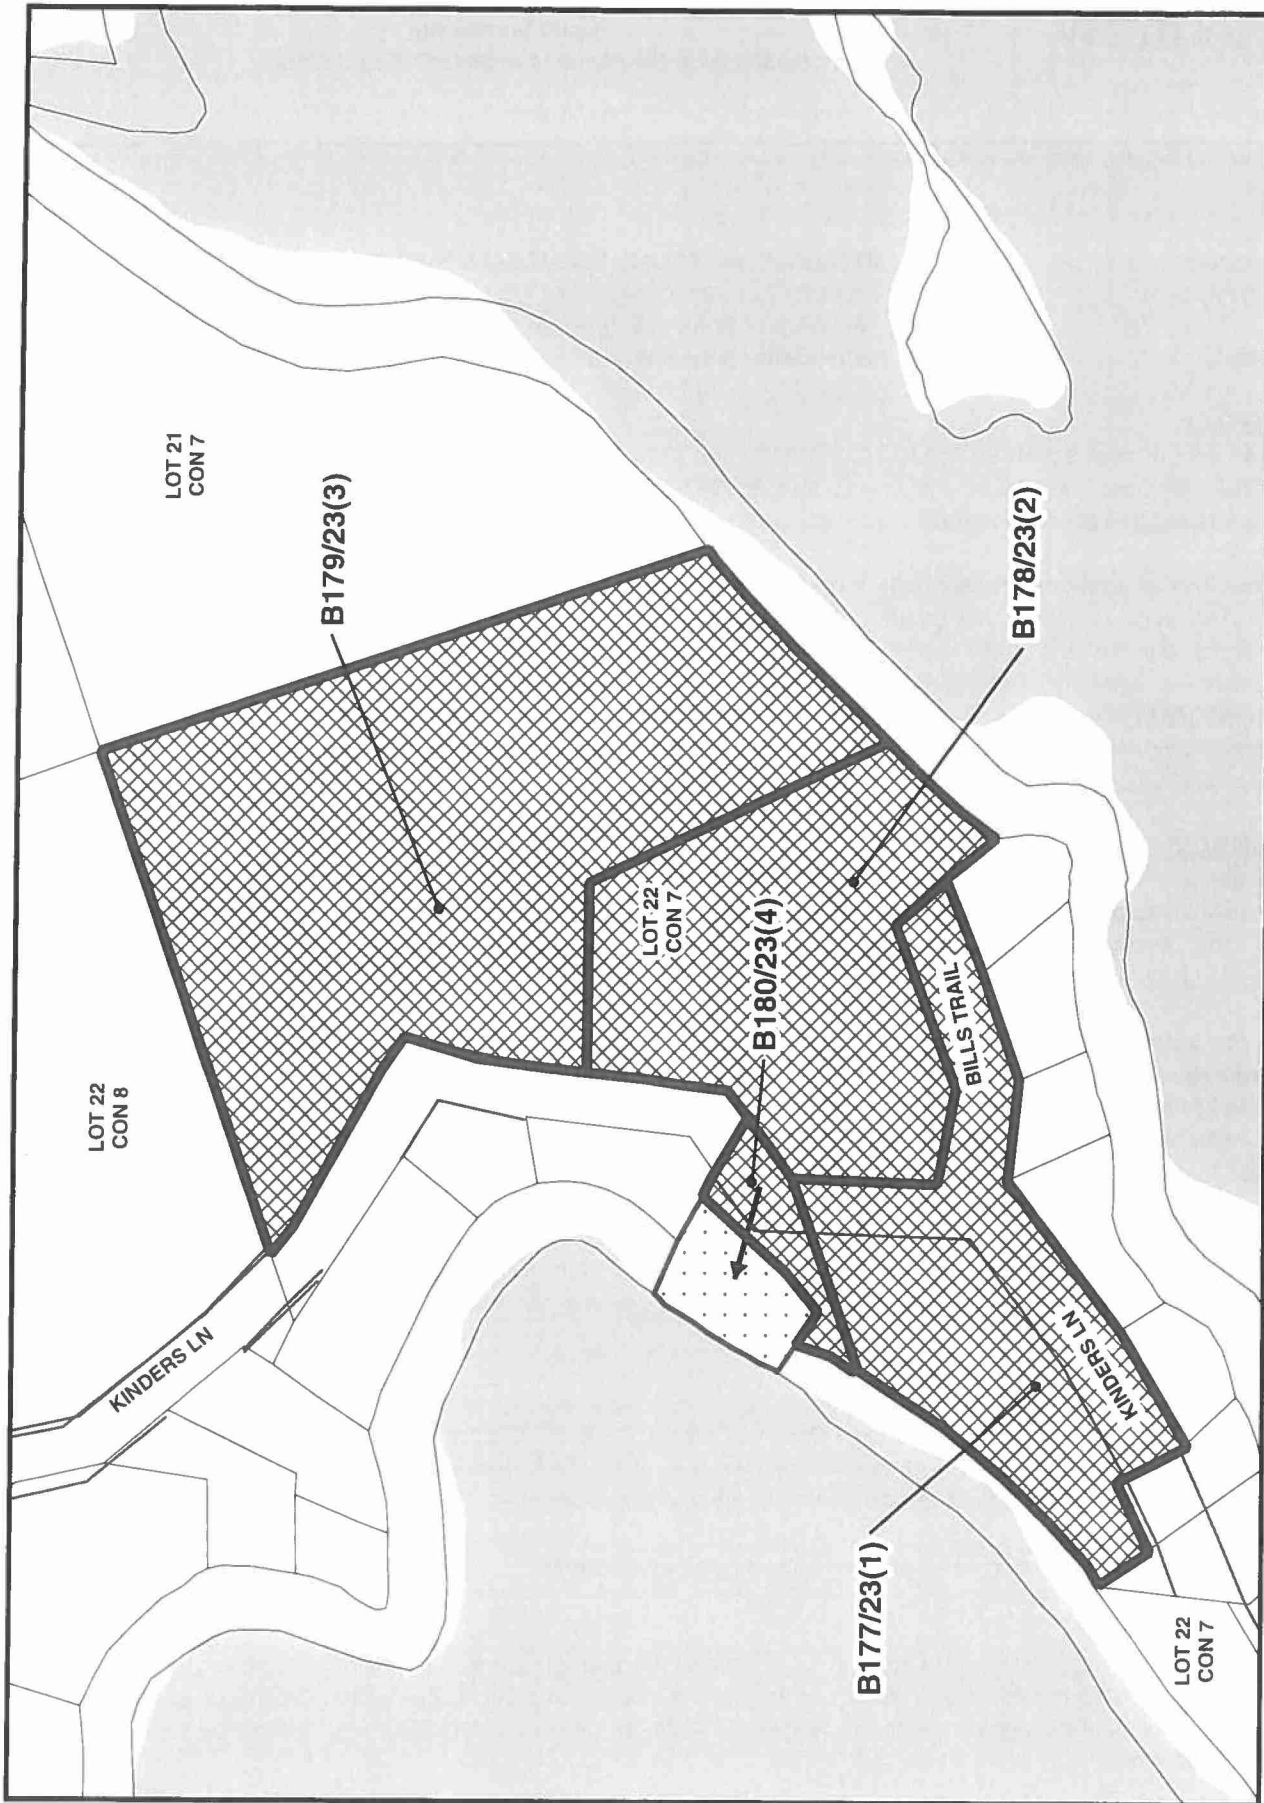 LOT 21
CON 7
B179/23(3)
B178/23(2)
LOT 22
CON 7
B180/23(4)
BILLS TRAIL
LOT 22
CON 8
KINDERS LN
KINDERS LN
B177/23(1)
LOT 22
CON 7